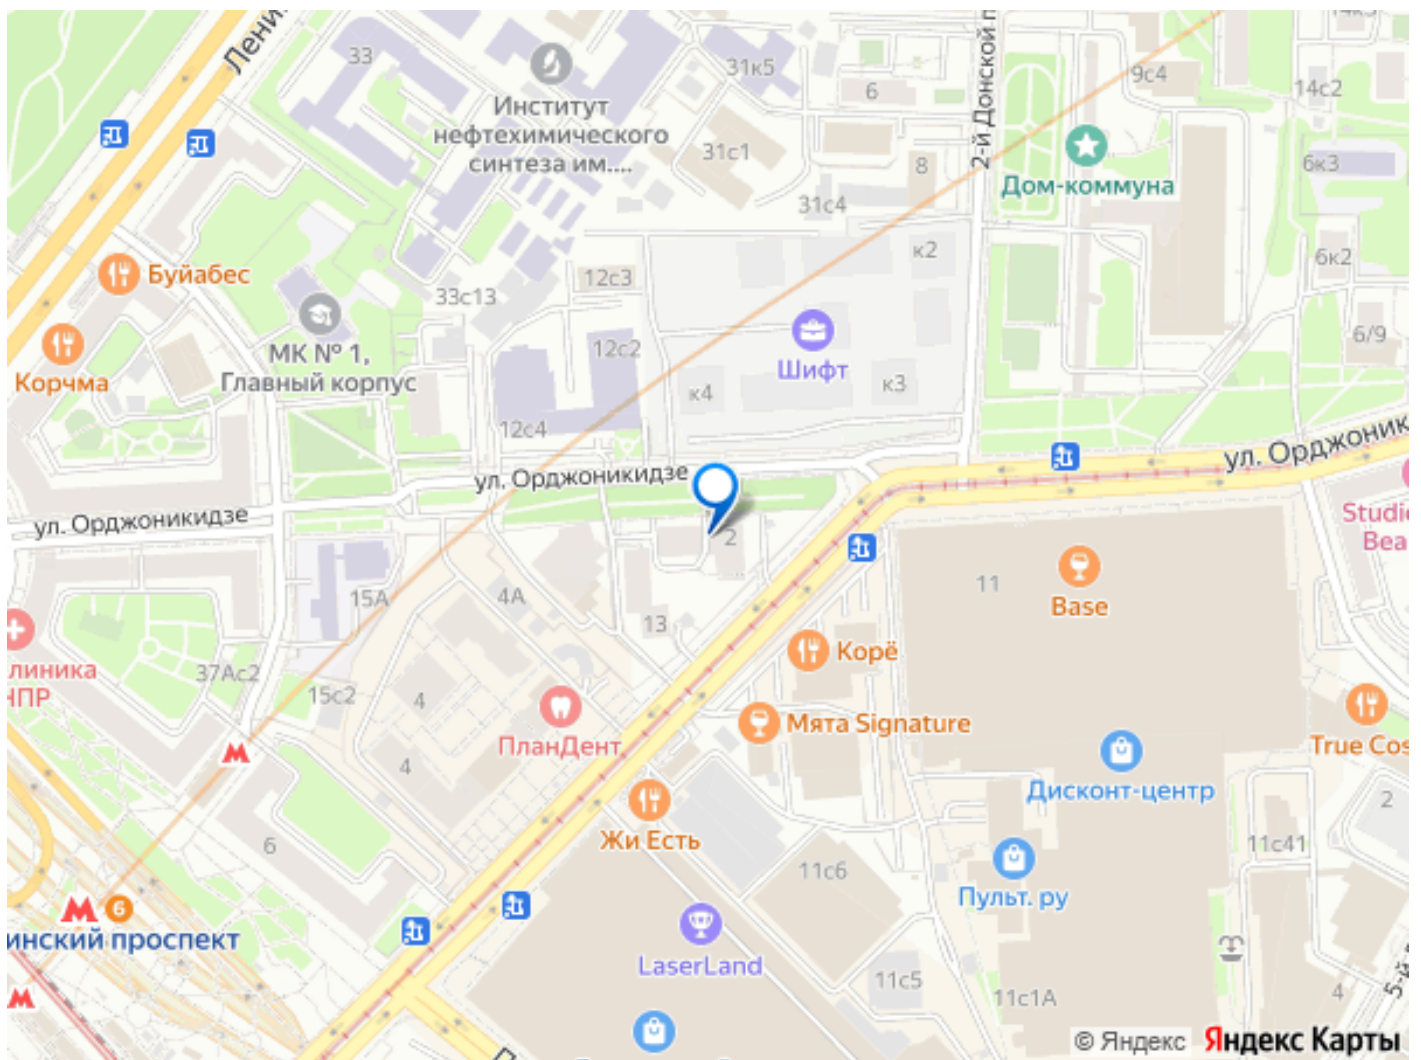 Лени
33
Институт
нефтехимического
синтеза им....
31к5
6
31с1
8
31с4
2-й Донской п
9с4
14к3
14с2
Дом-коммуна
6к3
6к2
6/9
Буйабес
Корчма
МК № 1,
Главный корпус
33с13
12с3
12с2
12с4
к2
Шифт
к3
к4
ул. Орджоникидзе
ул. Орджоникидзе
ул. Орджоник
Studio
Bea
2
11
Base
15А
4А
13
Корё
линика
НПР
37Ас2
15с2
4
4
ПланДент
Мята Signature
Дисконт-центр
True Cos
2
6
Жи Есть
11с6
11с41
Пульт.ру
6
инский проспект
LaserLand
11с5
11с1А
4
5-й
© Яндекс Яндекс Карты